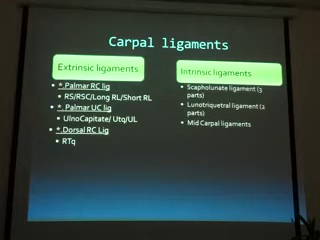 Carpal ligaments
Extrinsic ligaments
• *.Palmar RC lig
• RS/RSC/Long RL/Short RL
• *. Palmar UC lig
• UlnoCapitate/ Utq/UL
• *.Dorsal RC Lig
• RTq
Intrinsic ligaments
• Scapholunate ligament (3
parts)
• Lunotriquetral ligament (2
parts)
• Mid Carpal ligaments